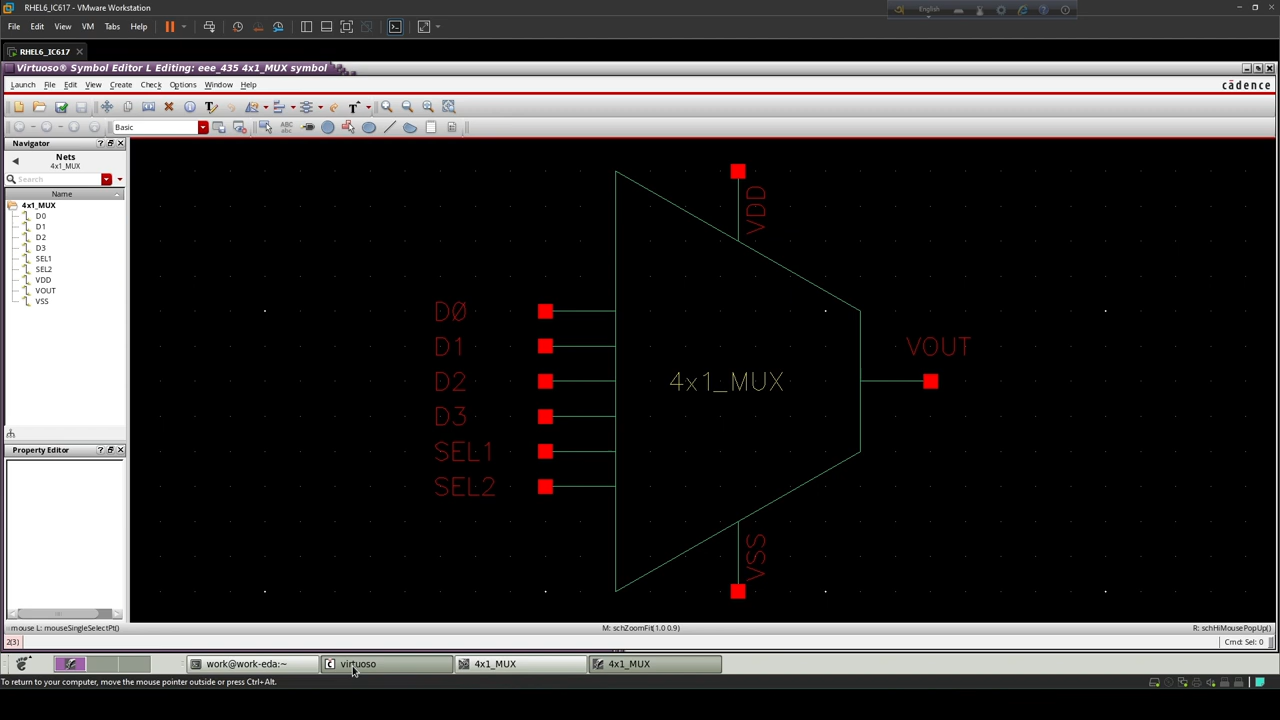 RHEL6_IC617 - VMware Workstation
English
File Edit View VM Tabs Help
RHEL6_IC617
Virtuoso® Symbol Editor L Editing: eee_435 4x1_MUX symbol
Launch File Edit View Create Check Options Window Help
cādence
Basic
Navigator
Nets
4x1_MUX
Search
Name
4x1_MUX
D0
D1
D2
D3
SEL1
SEL2
VDD
VOUT
VSS
Property Editor
VDD
D0
D1
D2
D3
SEL1
SEL2
4x1_MUX
VOUT
VSS
mouse L: mouseSingleSelectPt() M: schZoomFit(1.0 0.9) R: schHiMousePopUp()
2(3) Cmd: Sel: 0
work@work-eda:~ virtuoso 4x1_MUX 4x1_MUX
To return to your computer, move the mouse pointer outside or press Ctrl+Alt.